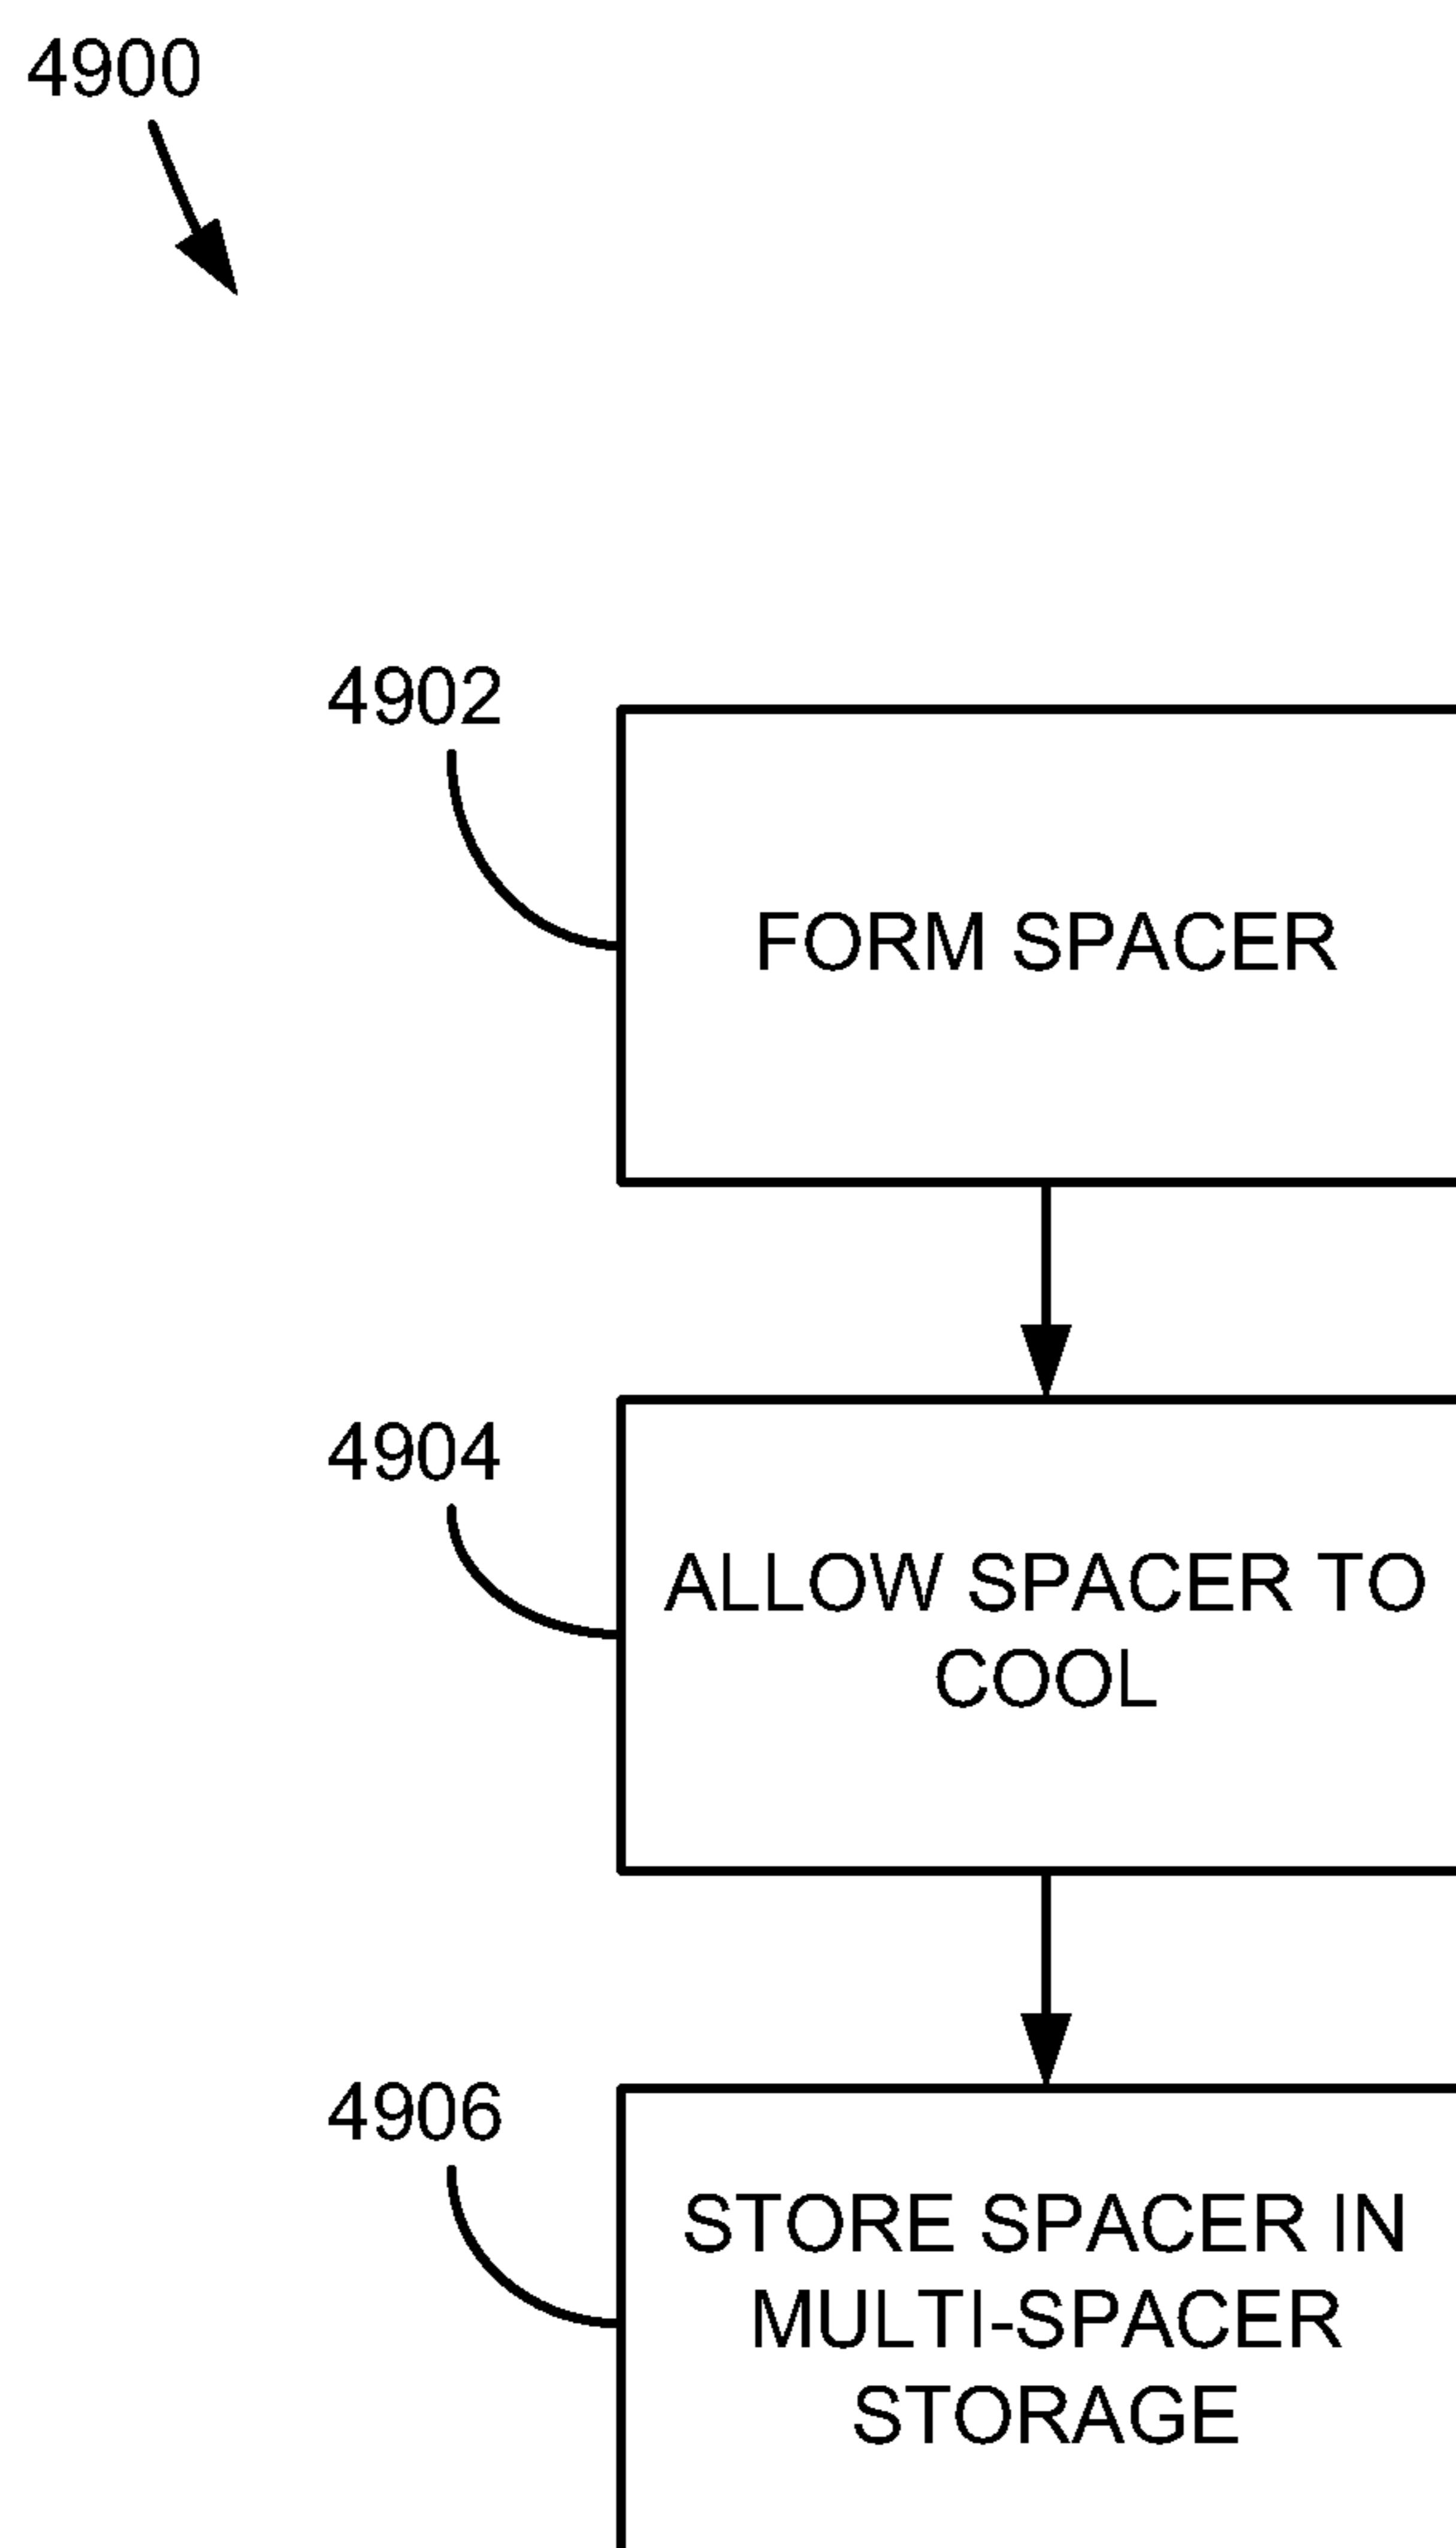 4900
4902
FORM SPACER
4904
ALLOW SPACER TO
COOL
4906
STORE SPACER IN
MULTI-SPACER
STORAGE